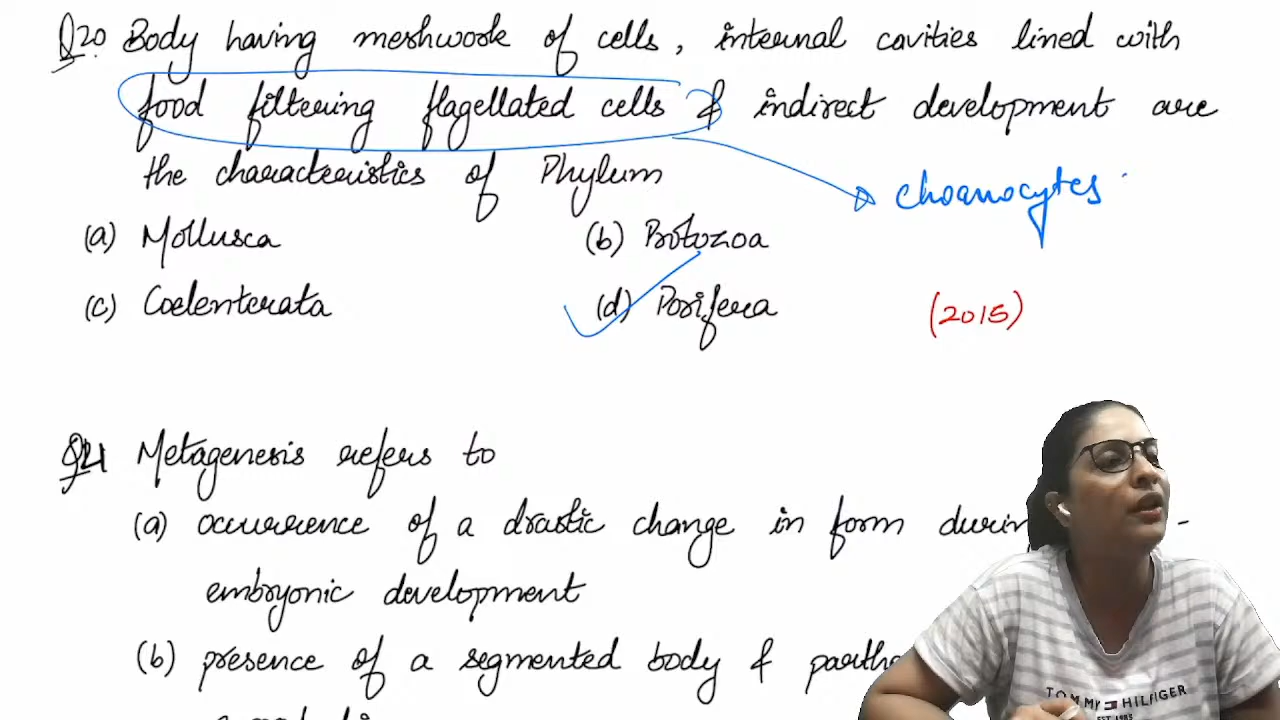 Q20 Body having meshwork of cells, internal cavities lined with
food filtering flagellated cells & indirect development are
the characteristics of Phylum
choanocytes
(a) Mollusca (b) Protozoa
(c) Coelenterata (d) Porifera (2015)
Q21 Metagenesis refers to
(a) occurrence of a drastic change in form -
embryonic development
(b) presence of a segmented body &
TOMMY HILFIGER
EST 1985